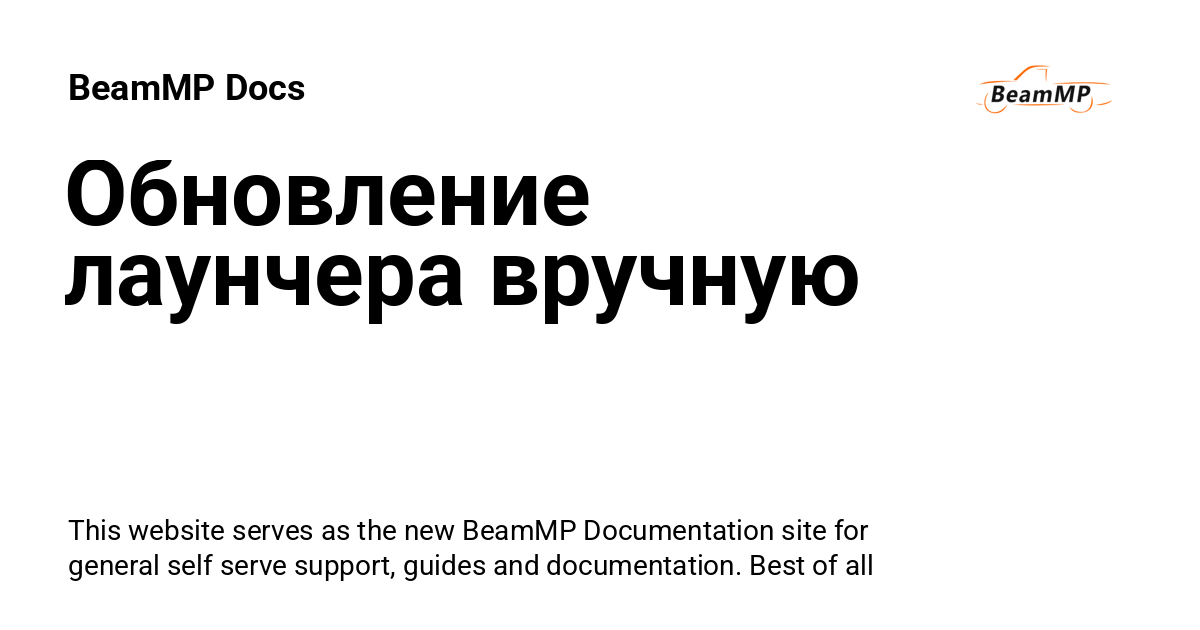 BeamMP Docs
BeamMP
Обновление
лаунчера вручную
This website serves as the new BeamMP Documentation site for
general self serve support, guides and documentation. Best of all